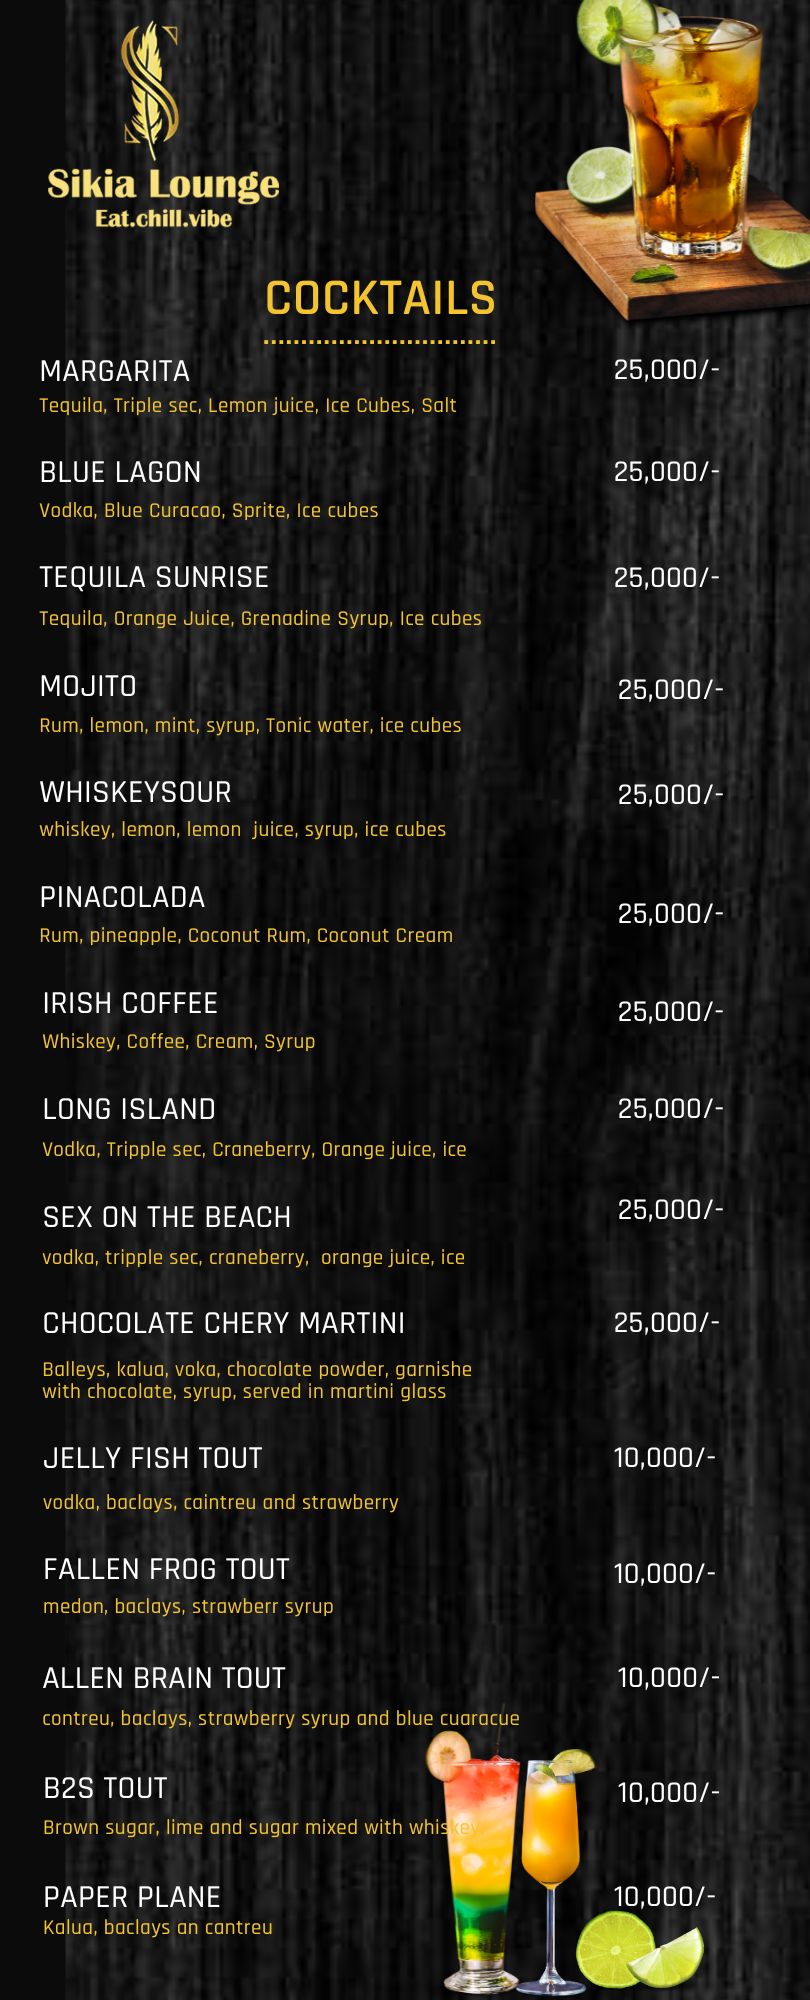 Sikia Lounge
Eat.chill.vibe
COCKTAILS
MARGARITA 25,000/-
Tequila, Triple sec, Lemon juice, Ice Cubes, Salt
BLUE LAGON 25,000/-
Vodka, Blue Curacao, Sprite, Ice cubes
TEQUILA SUNRISE 25,000/-
Tequila, Orange Juice, Grenadine Syrup, Ice cubes
MOJITO 25,000/-
Rum, lemon, mint, syrup, Tonic water, ice cubes
WHISKEYSOUR 25,000/-
whiskey, lemon, lemon  juice, syrup, ice cubes
PINACOLADA 25,000/-
Rum, pineapple, Coconut Rum, Coconut Cream
IRISH COFFEE 25,000/-
Whiskey, Coffee, Cream, Syrup
LONG ISLAND 25,000/-
Vodka, Tripple sec, Craneberry, Orange juice, ice
SEX ON THE BEACH 25,000/-
vodka, tripple sec, craneberry,  orange juice, ice
CHOCOLATE CHERY MARTINI 25,000/-
Balleys, kalua, voka, chocolate powder, garnishe
with chocolate, syrup, served in martini glass
JELLY FISH TOUT 10,000/-
vodka, baclays, caintreu and strawberry
FALLEN FROG TOUT 10,000/-
medon, baclays, strawberr syrup
ALLEN BRAIN TOUT 10,000/-
contreu, baclays, strawberry syrup and blue cuaracue
B2S TOUT 10,000/-
Brown sugar, lime and sugar mixed with whiskey
PAPER PLANE 10,000/-
Kalua, baclays an cantreu